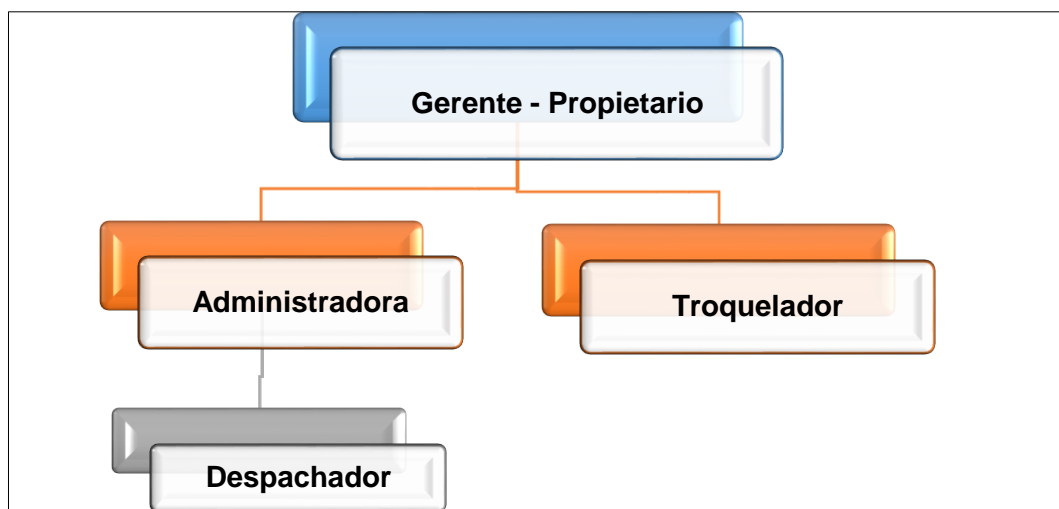 Gerente - Propietario
Administradora
Troquelador
Despachador